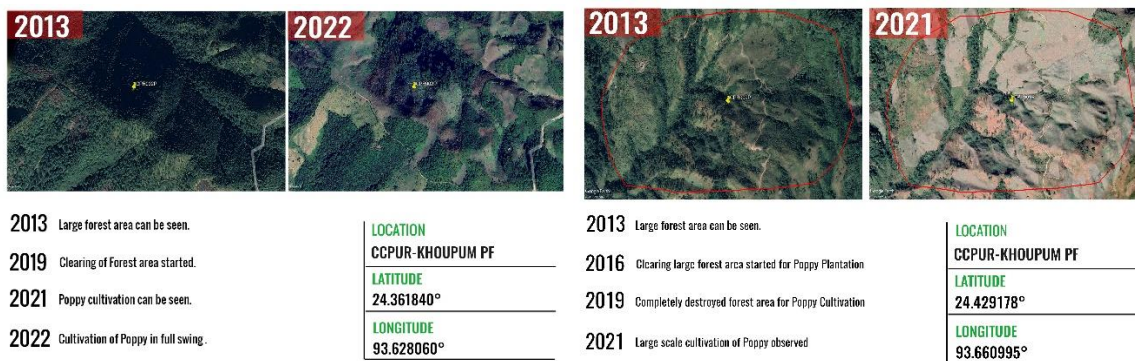 2013
2022
2013 Large forest area can be seen.
2019 Clearing of Forest area started.
2021 Poppy cultivation can be seen.
2022 Cultivation of Poppy in full swing.
LOCATION
CCPUR-KHOUPUM PF
LATITUDE
24.361840°
LONGITUDE
93.628060°
2013
2021
2013 Large forest area can be seen.
2016 Clearing large forest area started for Poppy Plantation
2019 Completely destroyed forest area for Poppy Cultivation
2021 Large scale cultivation of Poppy observed
LOCATION
CCPUR-KHOUPUM PF
LATITUDE
24.429178°
LONGITUDE
93.660995°